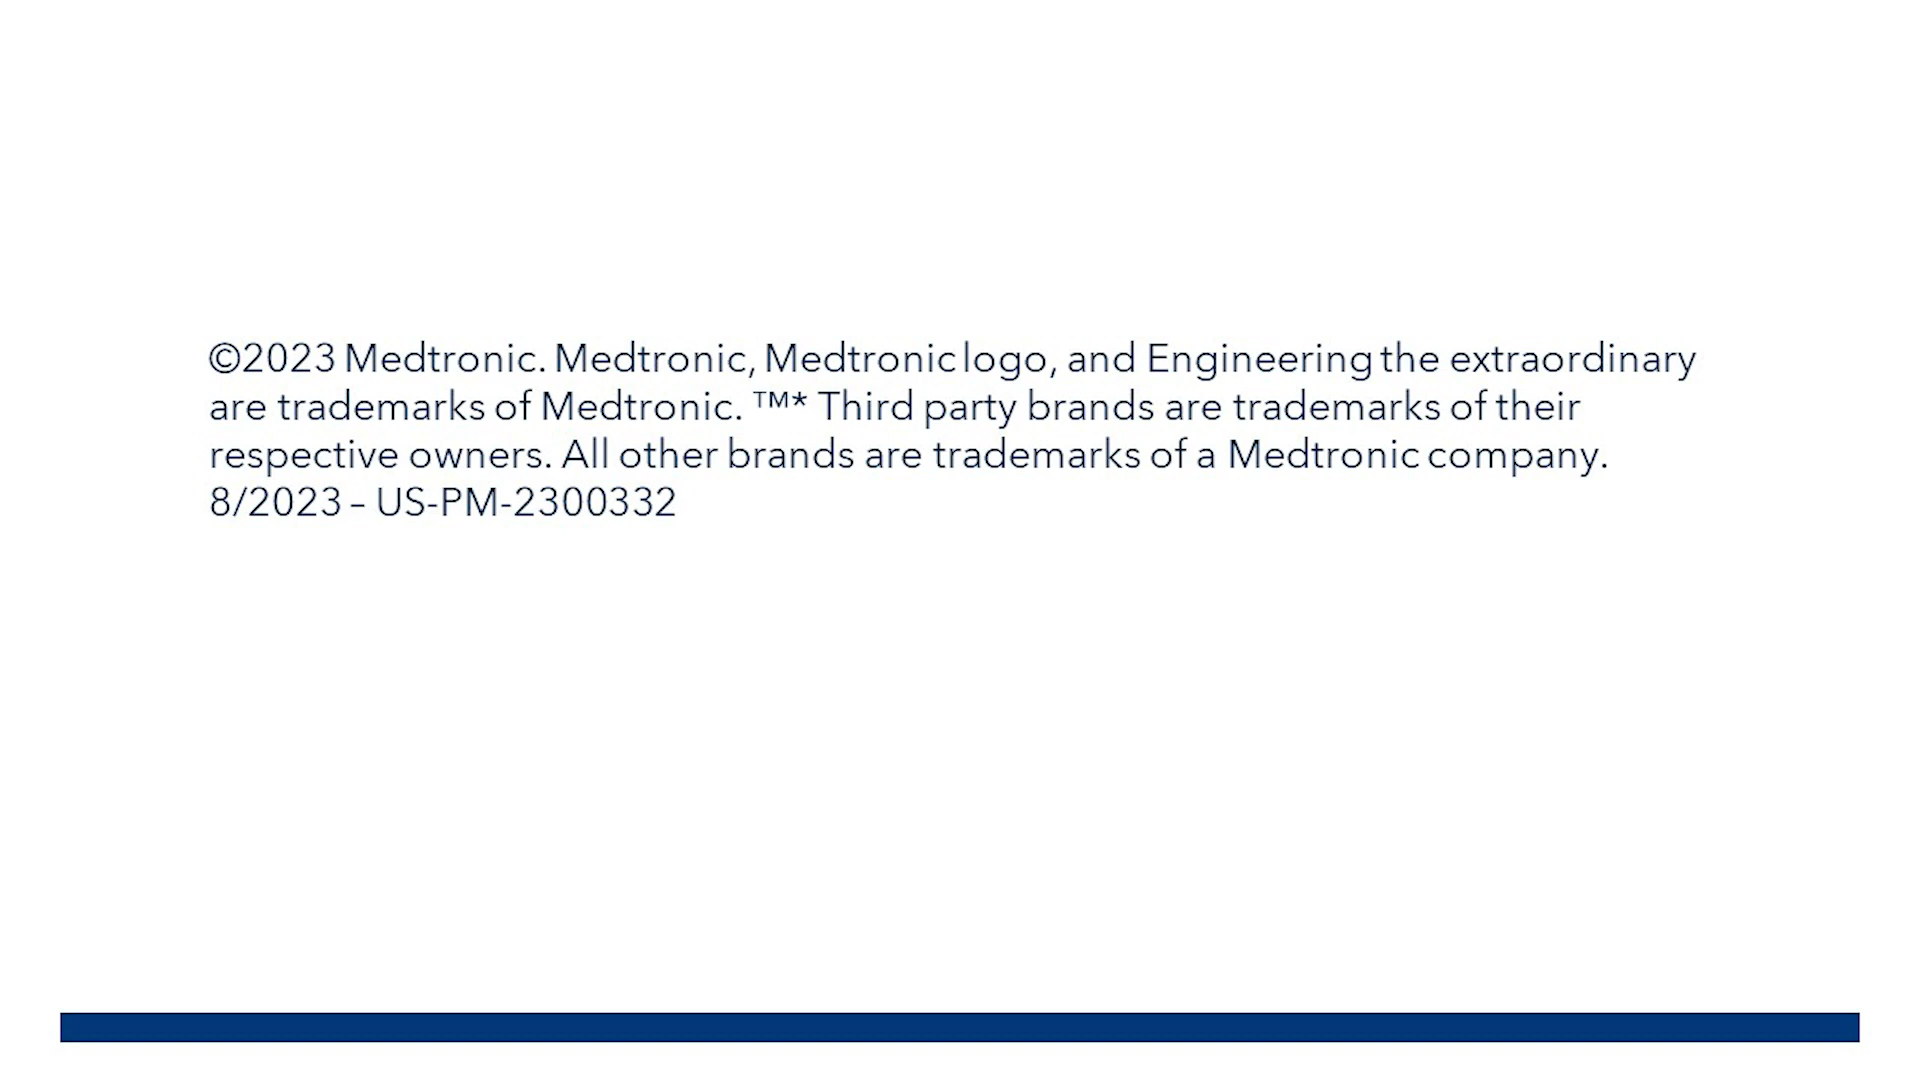 ©2023 Medtronic. Medtronic, Medtronic logo, and Engineering the extraordinary
are trademarks of Medtronic. ™* Third party brands are trademarks of their
respective owners. All other brands are trademarks of a Medtronic company.
8/2023 – US-PM-2300332